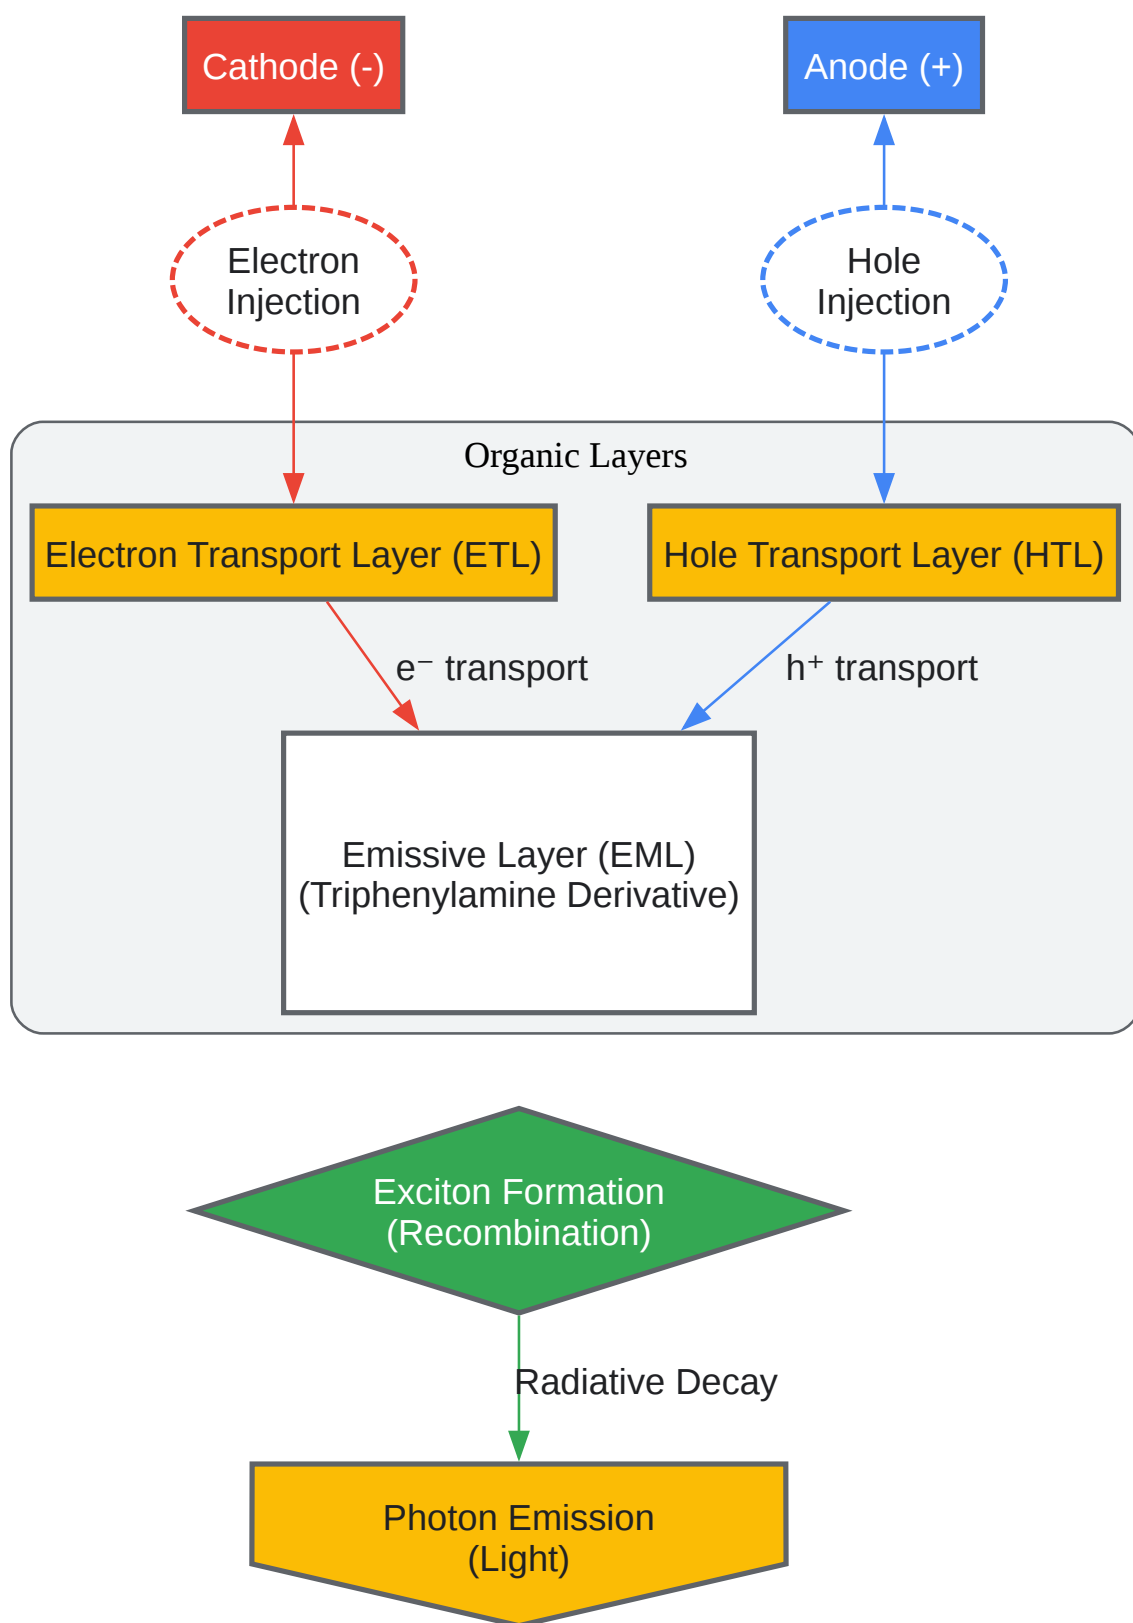 Cathode (-)
Anode (+)
Electron
Injection
Hole
Injection
Organic Layers
Electron Transport Layer (ETL)
Hole Transport Layer (HTL)
e⁻ transport
h⁺ transport
Emissive Layer (EML)
(Triphenylamine Derivative)
Exciton Formation
(Recombination)
Radiative Decay
Photon Emission
(Light)